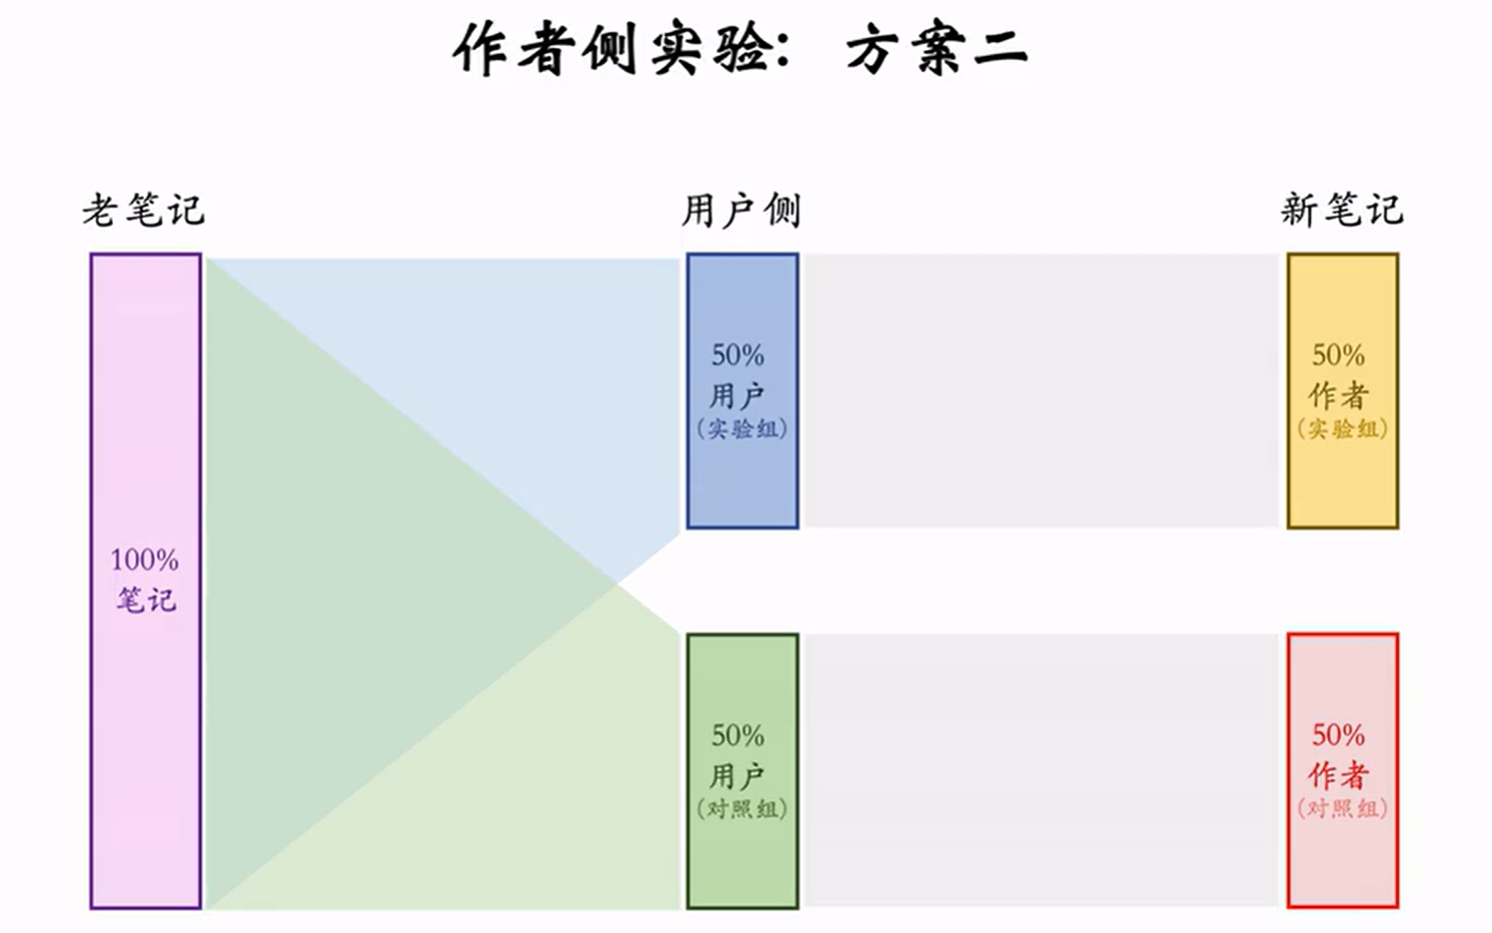 作者侧实验：方案二
老笔记
用户侧
新笔记
100%
笔记
50%
用户
(实验组)
50%
用户
(对照组)
50%
作者
(实验组)
50%
作者
(对照组)